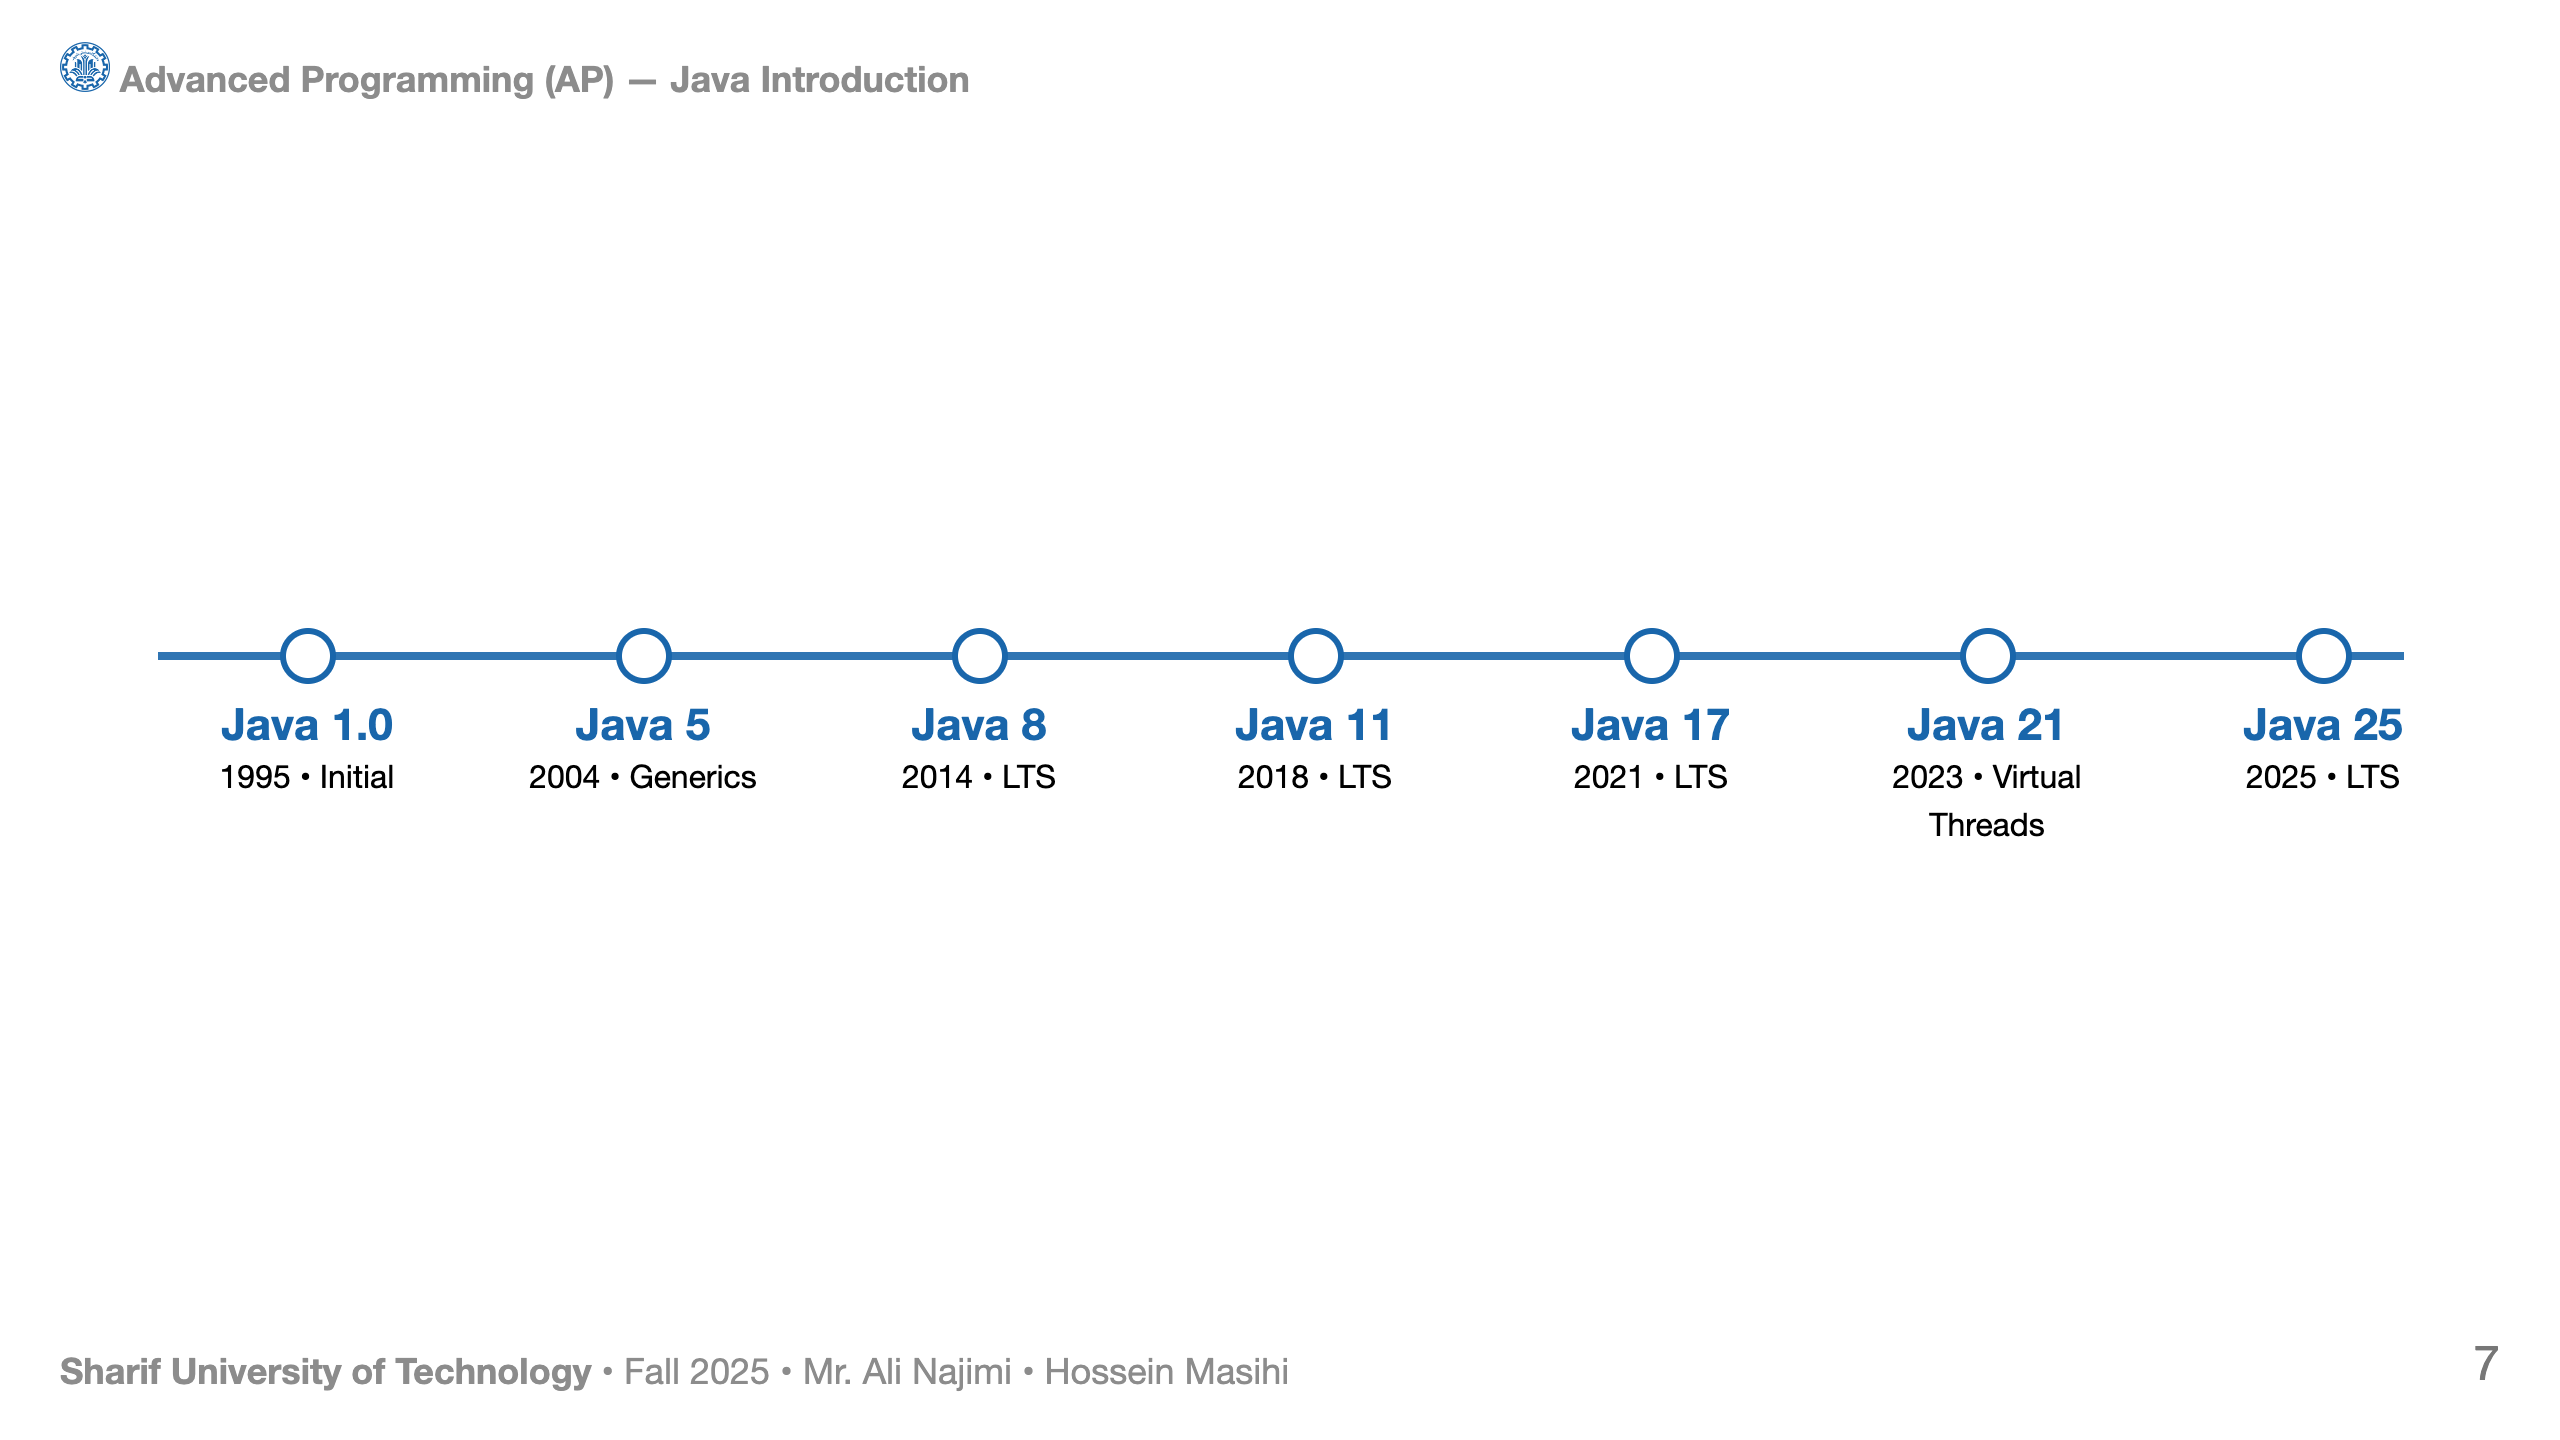 Advanced Programming (AP) — Java Introduction
Java 1.0
1995 • Initial
Java 5
2004 • Generics
Java 8
2014 • LTS
Java 11
2018 • LTS
Java 17
2021 • LTS
Java 21
2023 • Virtual
Threads
Java 25
2025 • LTS
Sharif University of Technology • Fall 2025 • Mr. Ali Najimi • Hossein Masihi
7